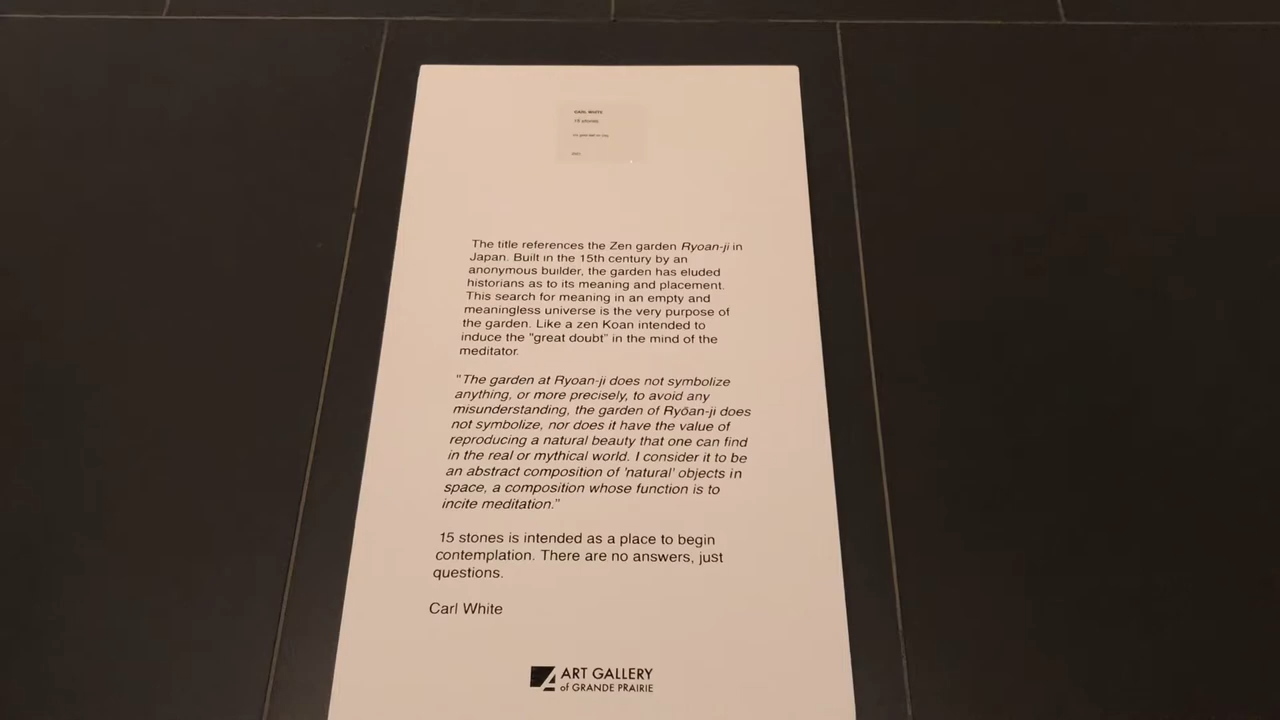 CARL WHITE
15 stones
The title references the Zen garden Ryoan-ji in
Japan. Built in the 15th century by an
anonymous builder, the garden has eluded
historians as to its meaning and placement.
This search for meaning in an empty and
meaningless universe is the very purpose of
the garden. Like a zen Koan intended to
induce the "great doubt" in the mind of the
meditator.
"The garden at Ryoan-ji does not symbolize
anything, or more precisely, to avoid any
misunderstanding, the garden of Ryōan-ji does
not symbolize, nor does it have the value of
reproducing a natural beauty that one can find
in the real or mythical world. I consider it to be
an abstract composition of 'natural' objects in
space, a composition whose function is to
incite meditation."
15 stones is intended as a place to begin
contemplation. There are no answers, just
questions.
Carl White
ART GALLERY
of GRANDE PRAIRIE